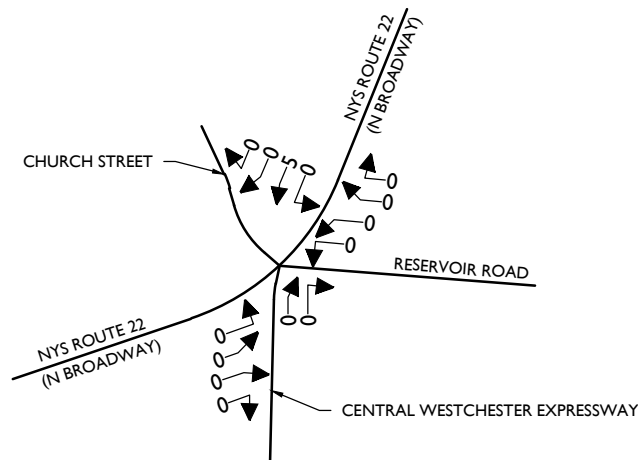 NYS ROUTE 22
(N BROADWAY)
CHURCH STREET
0
0
5
0
0
0
0
0
RESERVOIR ROAD
NYS ROUTE 22
(N BROADWAY)
0
0
0
0
0
0
CENTRAL WESTCHESTER EXPRESSWAY